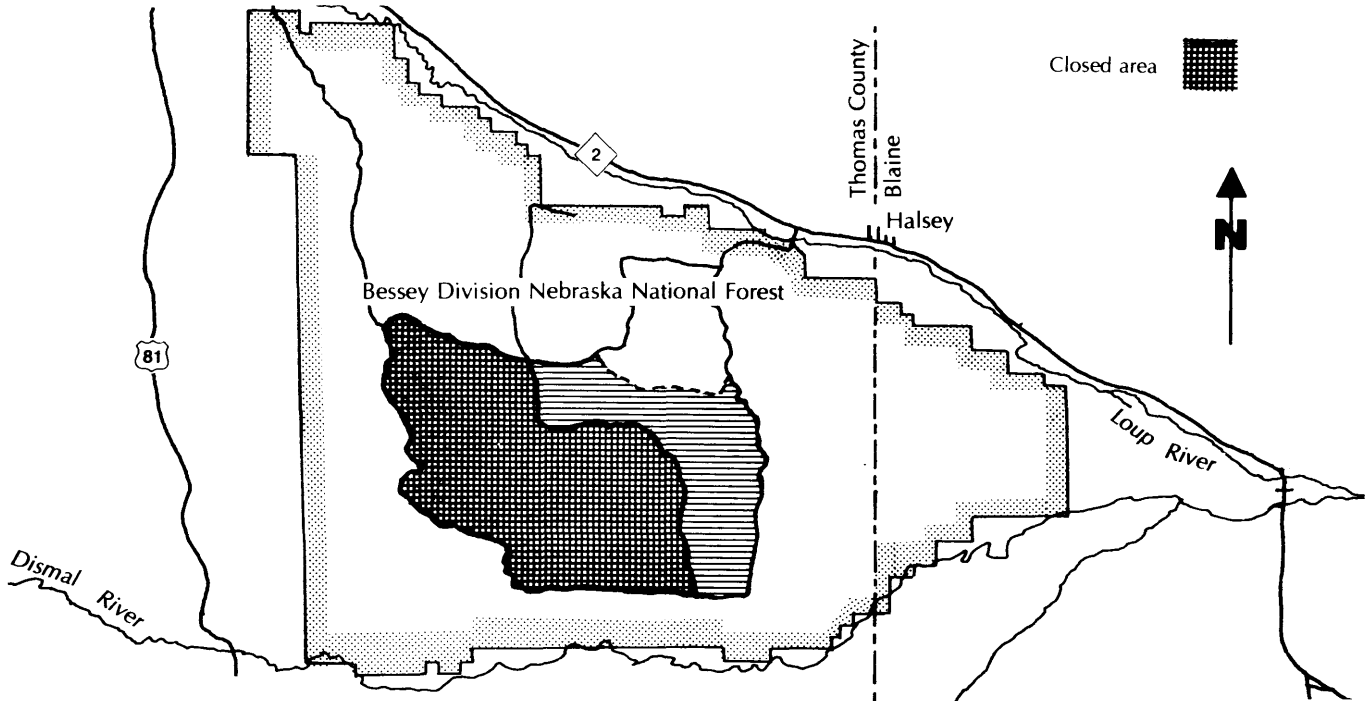 Closed area
Thomas County
Blaine
2
Halsey
N
Bessey Division Nebraska National Forest
81
Loup River
Dismal River